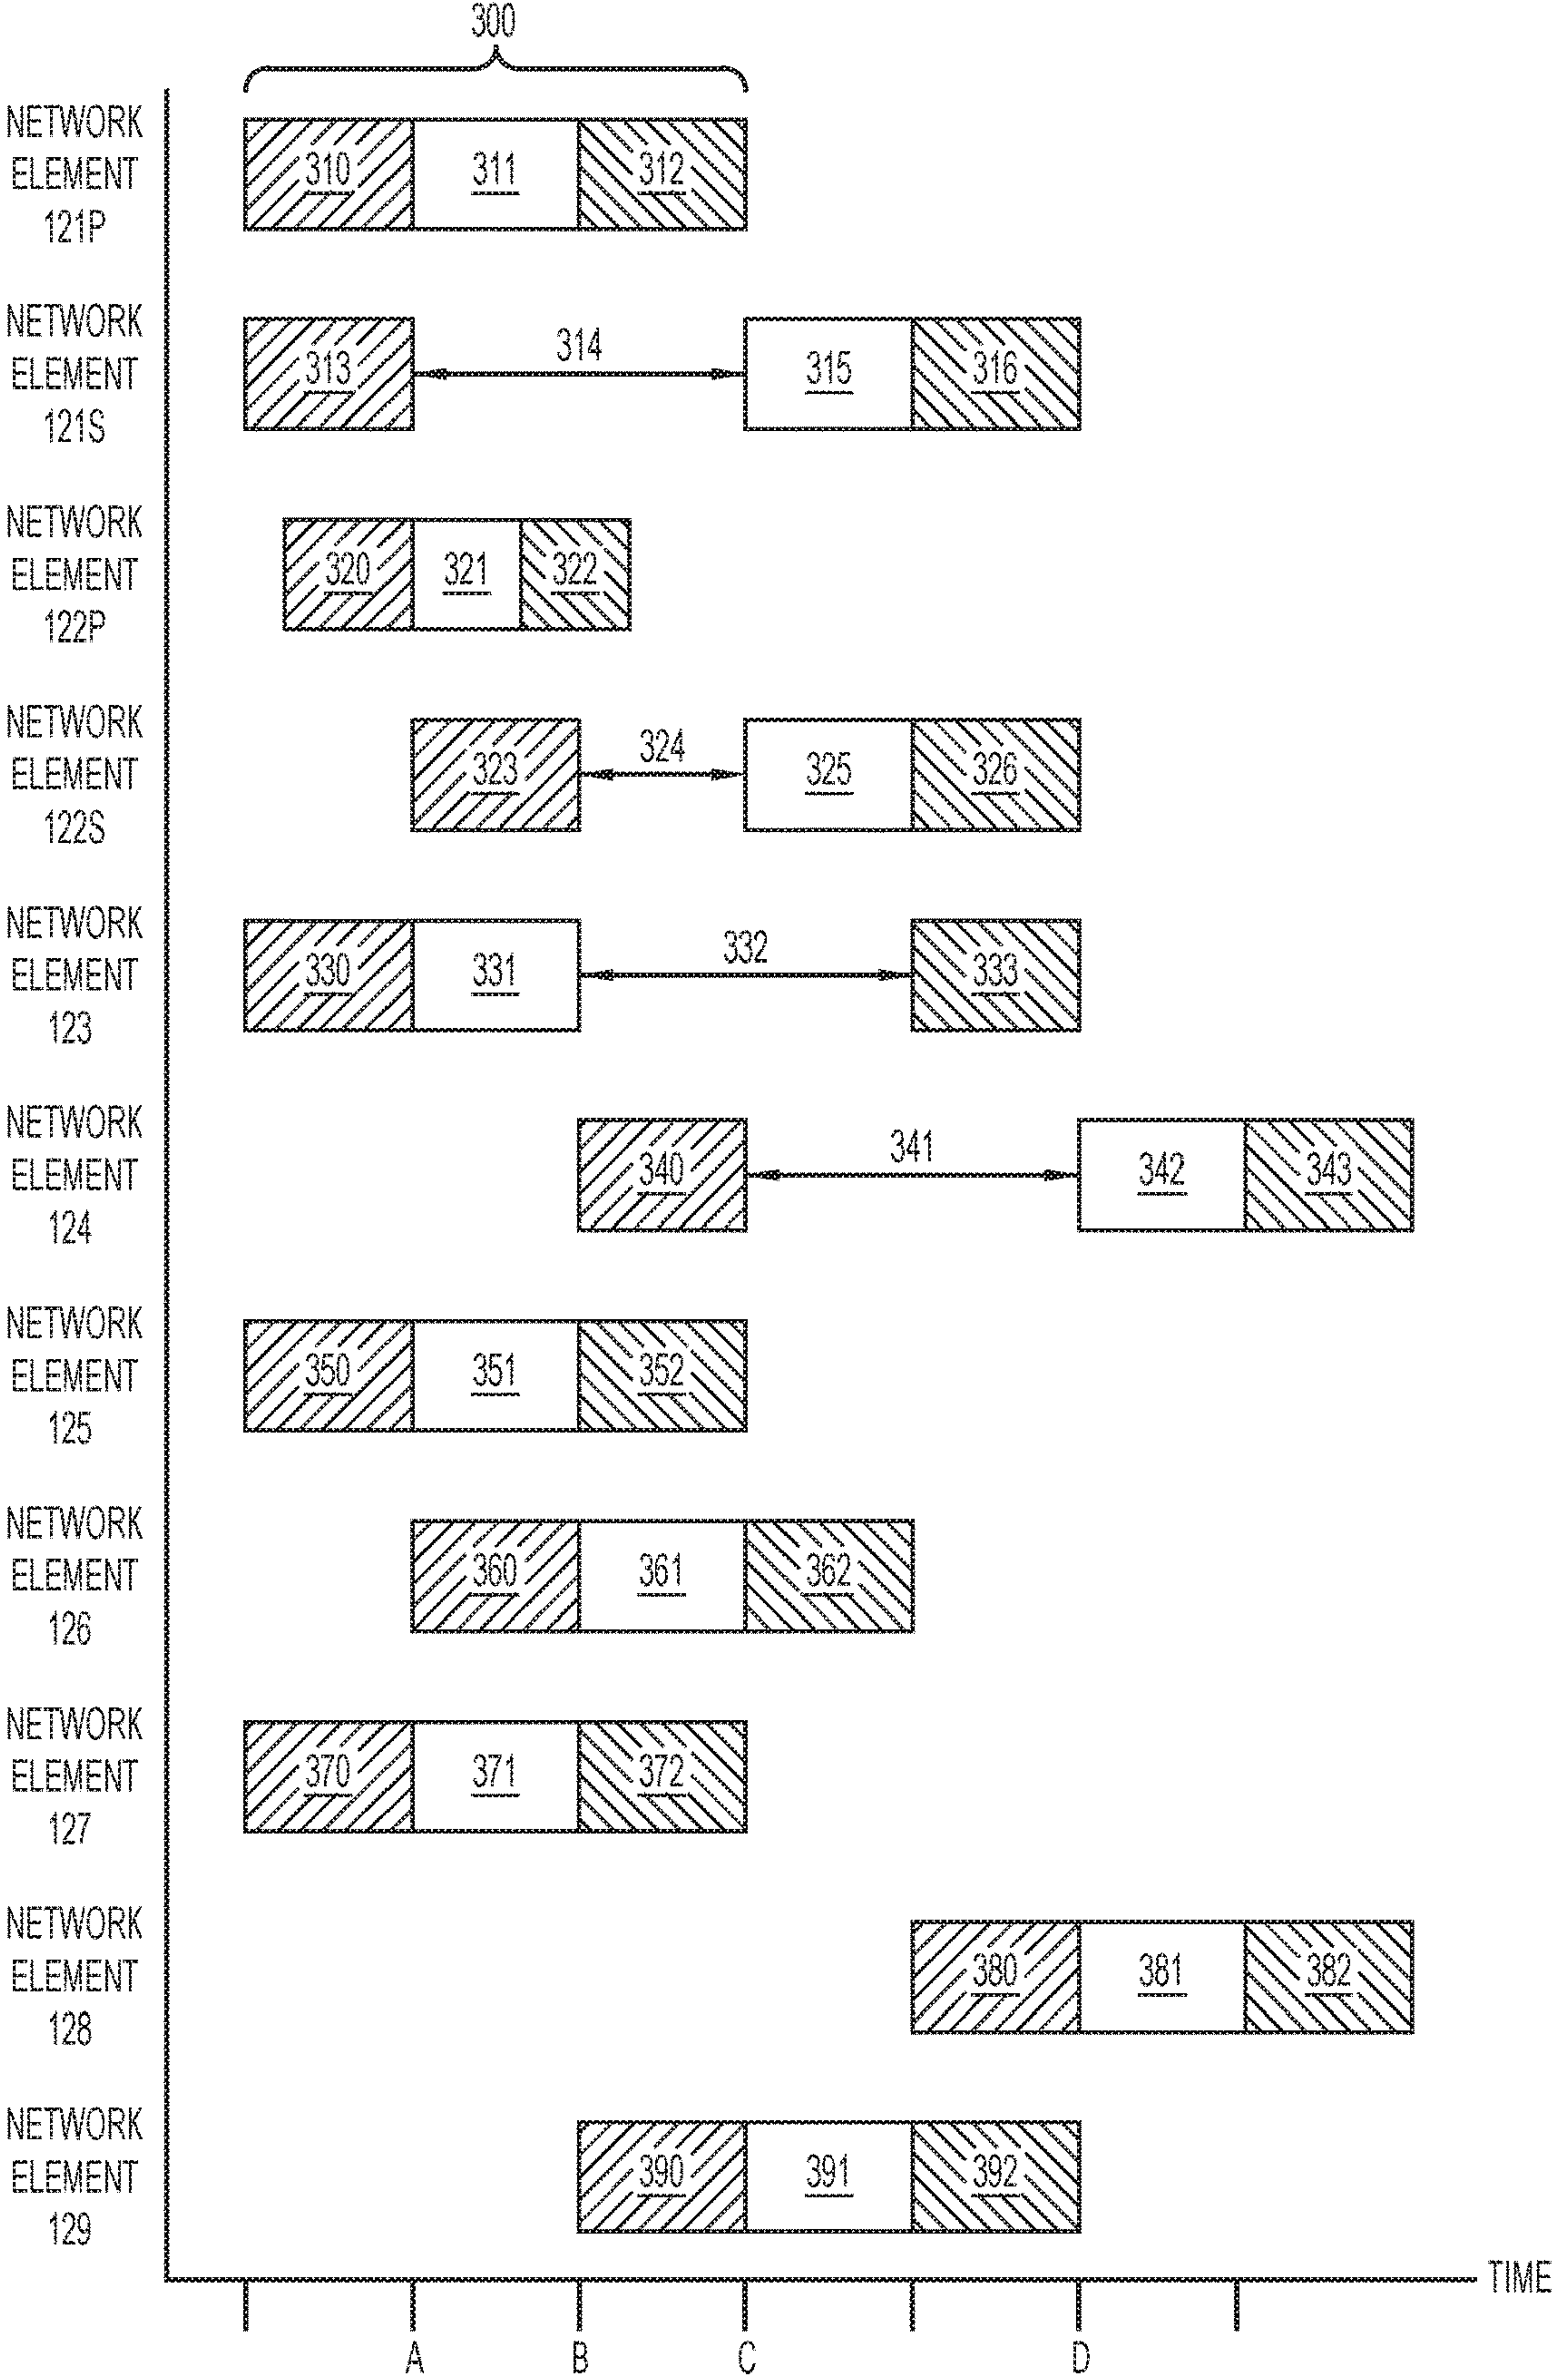 300
NETWORK
ELEMENT
121P
310
311
312
NETWORK
ELEMENT
121S
313
314
315
316
NETWORK
ELEMENT
122P
320
321
322
NETWORK
ELEMENT
122S
323
324
325
326
NETWORK
ELEMENT
123
330
331
332
333
NETWORK
ELEMENT
124
340
341
342
343
NETWORK
ELEMENT
125
350
351
352
NETWORK
ELEMENT
126
360
361
362
NETWORK
ELEMENT
127
370
371
372
NETWORK
ELEMENT
128
380
381
382
NETWORK
ELEMENT
129
390
391
392
TIME
A
B
C
D